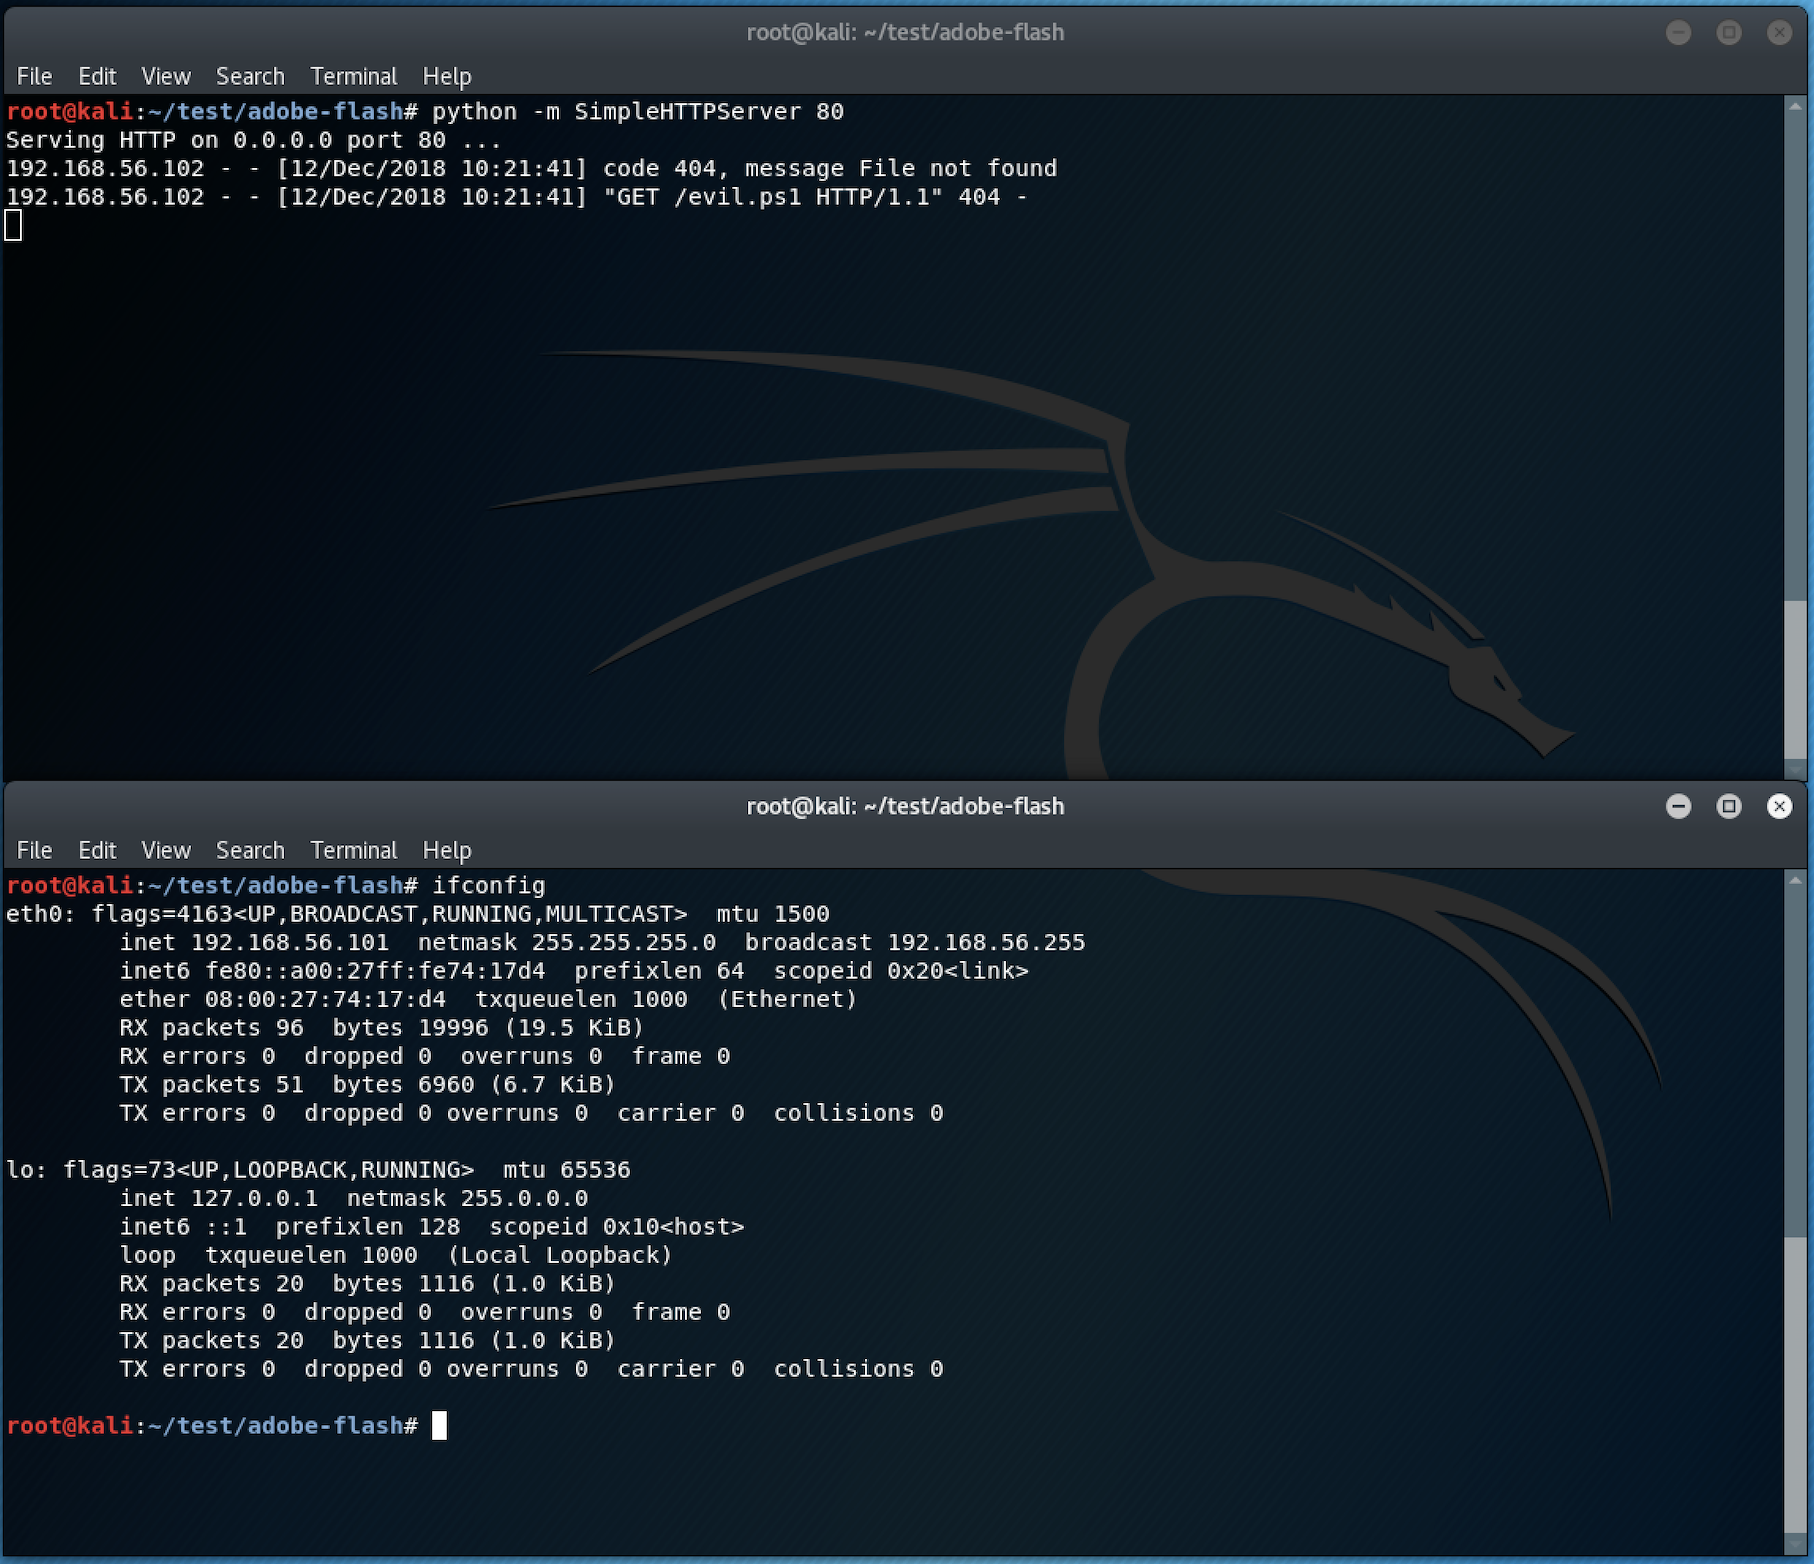 root@kali: ~/test/adobe-flash
File Edit View Search Terminal Help
root@kali:~/test/adobe-flash# python -m SimpleHTTPServer 80
Serving HTTP on 0.0.0.0 port 80 ...
192.168.56.102 - - [12/Dec/2018 10:21:41] code 404, message File not found
192.168.56.102 - - [12/Dec/2018 10:21:41] "GET /evil.ps1 HTTP/1.1" 404 -
root@kali: ~/test/adobe-flash
File Edit View Search Terminal Help
root@kali:~/test/adobe-flash# ifconfig
eth0: flags=4163<UP,BROADCAST,RUNNING,MULTICAST>  mtu 1500
        inet 192.168.56.101  netmask 255.255.255.0  broadcast 192.168.56.255
        inet6 fe80::a00:27ff:fe74:17d4  prefixlen 64  scopeid 0x20<link>
        ether 08:00:27:74:17:d4  txqueuelen 1000  (Ethernet)
        RX packets 96  bytes 19996 (19.5 KiB)
        RX errors 0  dropped 0  overruns 0  frame 0
        TX packets 51  bytes 6960 (6.7 KiB)
        TX errors 0  dropped 0 overruns 0  carrier 0  collisions 0
lo: flags=73<UP,LOOPBACK,RUNNING>  mtu 65536
        inet 127.0.0.1  netmask 255.0.0.0
        inet6 ::1  prefixlen 128  scopeid 0x10<host>
        loop  txqueuelen 1000  (Local Loopback)
        RX packets 20  bytes 1116 (1.0 KiB)
        RX errors 0  dropped 0  overruns 0  frame 0
        TX packets 20  bytes 1116 (1.0 KiB)
        TX errors 0  dropped 0 overruns 0  carrier 0  collisions 0
root@kali:~/test/adobe-flash#